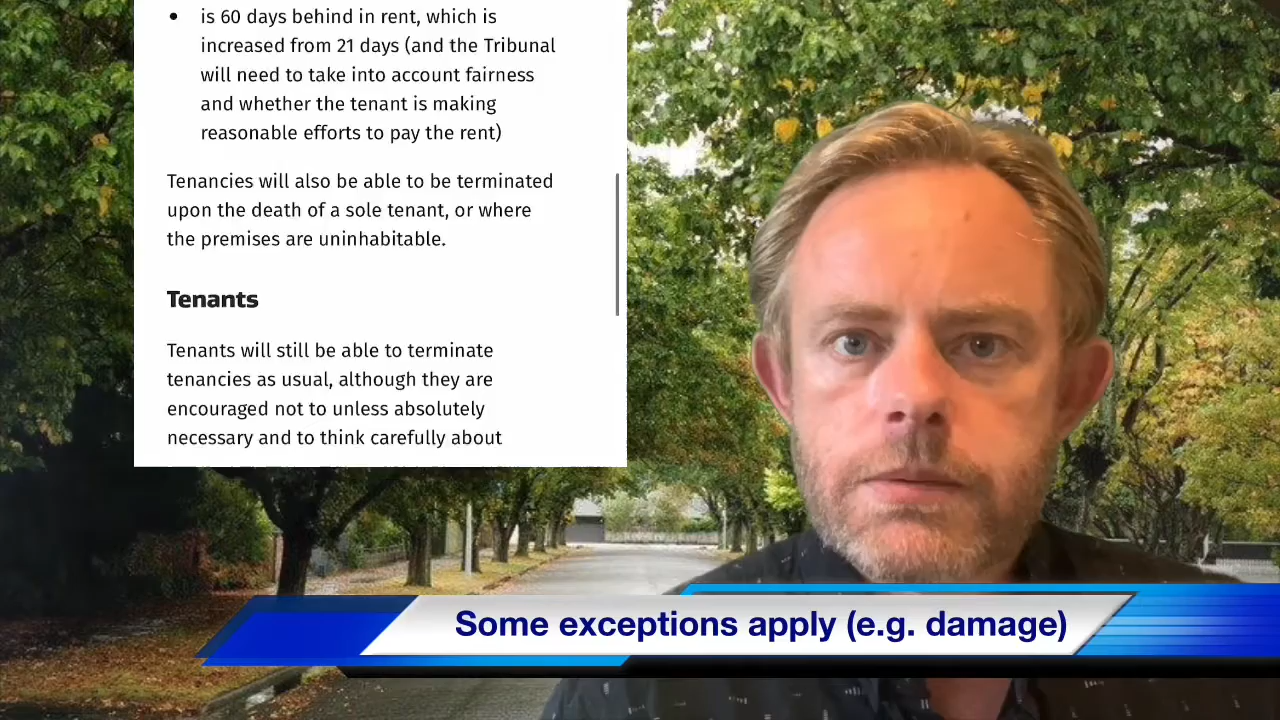 • is 60 days behind in rent, which is
increased from 21 days (and the Tribunal
will need to take into account fairness
and whether the tenant is making
reasonable efforts to pay the rent)
Tenancies will also be able to be terminated
upon the death of a sole tenant, or where
the premises are uninhabitable.
Tenants
Tenants will still be able to terminate
tenancies as usual, although they are
encouraged not to unless absolutely
necessary and to think carefully about
Some exceptions apply (e.g. damage)